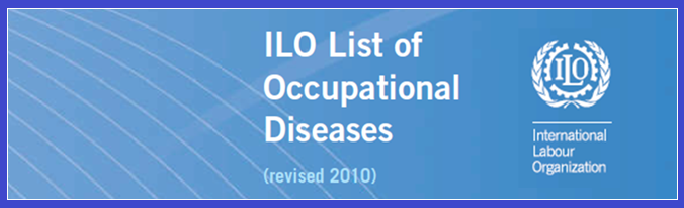 ILO List of
Occupational
Diseases
(revised 2010)
ILO
International
Labour
Organization